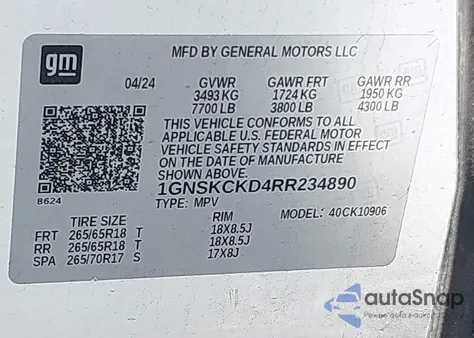 gm
MFD BY GENERAL MOTORS LLC
04/24 GVWR GAWR FRT GAWR RR
3493 KG 1724 KG 1950 KG
7700 LB 3800 LB 4300 LB
THIS VEHICLE CONFORMS TO ALL
APPLICABLE U.S. FEDERAL MOTOR
VEHICLE SAFETY STANDARDS IN EFFECT
ON THE DATE OF MANUFACTURE
SHOWN ABOVE.
1GNSKCKD4RR234890
8624
TYPE: MPV MODEL: 40CK10906
TIRE SIZE RIM
FRT 265/65R18 T 18X8.5J
RR 265/65R18 T 18X8.5J
SPA 265/70R17 S 17X8J
autoSnap